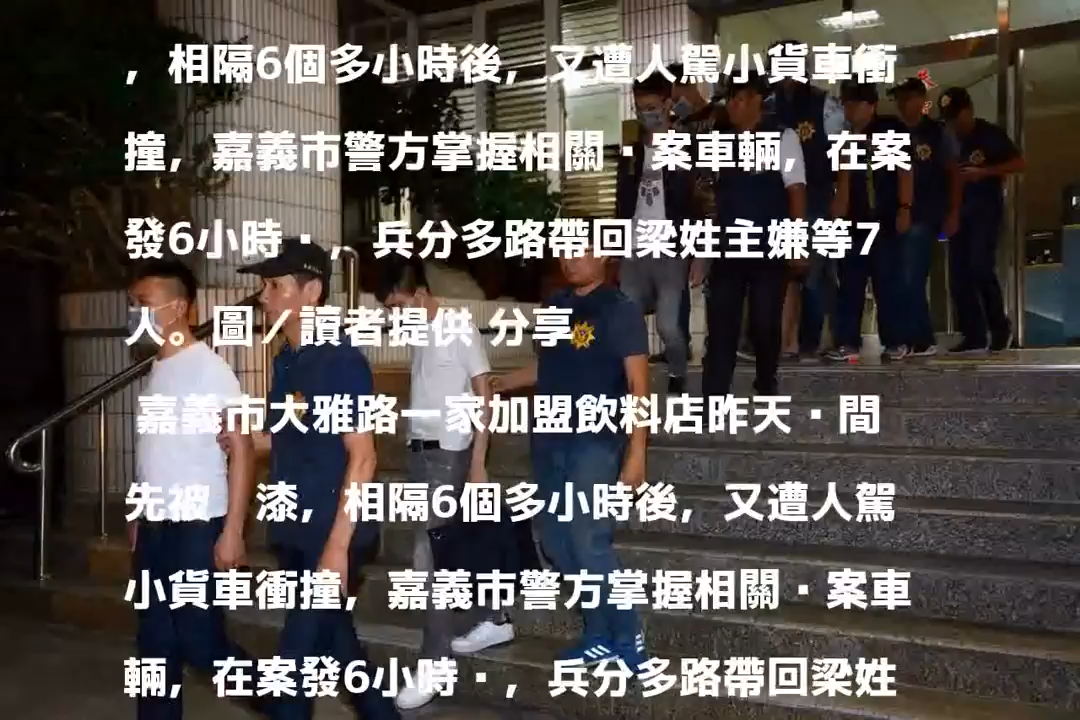 ，相隔6個多小時後，又遭人駕小貨車衝
撞，嘉義市警方掌握相關▪案車輛，在案
發6小時▪，兵分多路帶回梁姓主嫌等7
人。圖／讀者提供 分享
嘉義市大雅路一家加盟飲料店昨天▪間
先被 漆，相隔6個多小時後，又遭人駕
小貨車衝撞，嘉義市警方掌握相關▪案車
輛，在案發6小時▪，兵分多路帶回梁姓